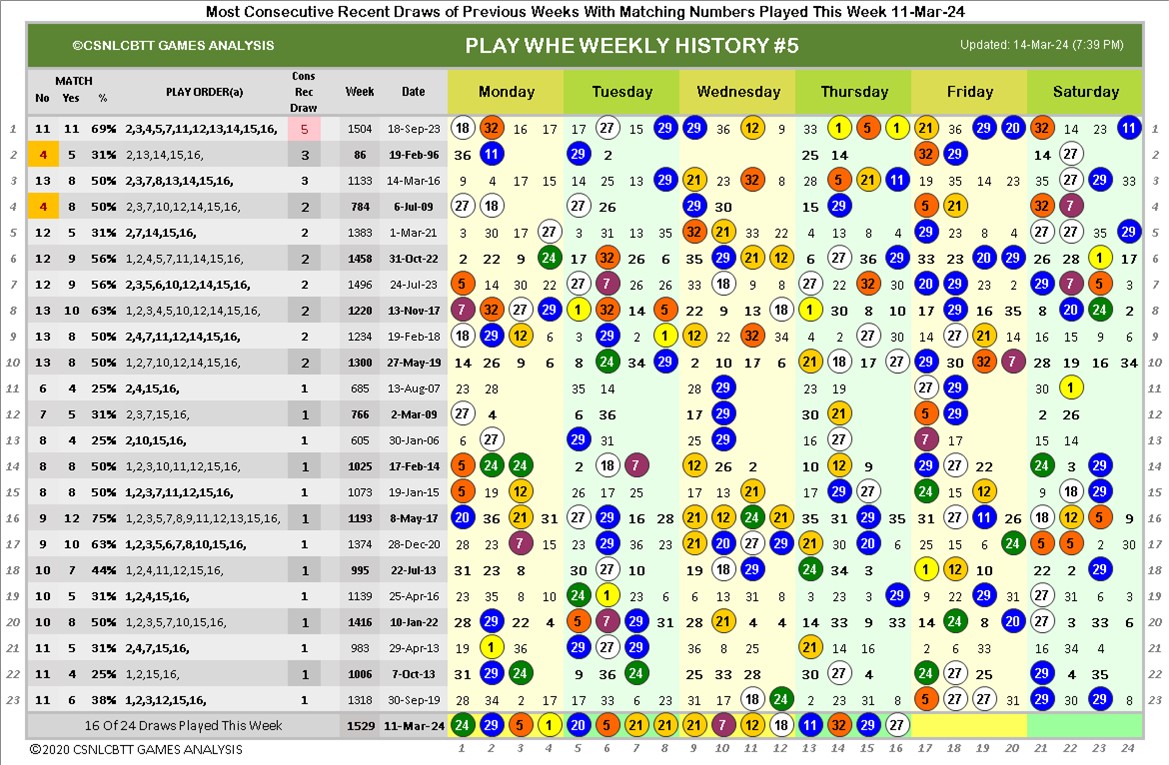 Most Consecutive Recent Draws of Previous Weeks With Matching Numbers Played This Week 11-Mar-24
©CSNLCBTT GAMES ANALYSIS PLAY WHE WEEKLY HISTORY #5 Updated: 14-Mar-24 (7:39 PM)
No MATCH Yes % PLAY ORDER(a) Cons Rec Draw Week Date Monday Tuesday Wednesday Thursday Friday Saturday
1 11 11 69% 2,3,4,5,7,11,12,13,14,15,16, 5 1504 18-Sep-23 18 32 16 17 17 27 15 29 29 36 12 9 33 1 5 1 21 36 29 20 32 14 23 11 1
2 4 5 31% 2,13,14,15,16, 3 86 19-Feb-96 36 11 29 2 25 14 32 29 14 27 2
3 13 8 50% 2,3,7,8,13,14,15,16, 3 1133 14-Mar-16 9 4 17 15 14 25 13 29 21 23 32 8 28 5 21 11 19 35 14 23 35 27 29 33 3
4 4 8 50% 2,3,7,10,12,14,15,16, 2 784 6-Jul-09 27 18 27 26 29 30 15 29 5 21 32 7 4
5 12 5 31% 2,7,14,15,16, 2 1383 1-Mar-21 3 30 17 27 3 31 13 35 32 21 33 22 4 13 8 4 29 23 8 4 27 27 35 29 5
6 12 9 56% 1,2,4,5,7,11,14,15,16, 2 1458 31-Oct-22 2 22 9 24 17 32 26 6 35 29 21 12 6 27 36 29 33 23 20 29 26 28 1 17 6
7 12 9 56% 2,3,5,6,10,12,14,15,16, 2 1496 24-Jul-23 5 14 30 22 27 7 26 26 33 18 9 8 27 22 32 30 20 29 23 2 29 7 5 3 7
8 13 10 63% 1,2,3,4,5,10,12,14,15,16, 2 1220 13-Nov-17 7 32 27 29 1 32 14 5 22 9 13 18 1 30 8 10 17 29 16 35 8 20 24 2 8
9 13 8 50% 2,4,7,11,12,14,15,16, 2 1234 19-Feb-18 18 29 12 6 3 29 2 1 12 22 32 34 4 2 27 30 14 27 21 14 16 15 9 6 9
10 13 8 50% 1,2,7,10,12,14,15,16, 2 1300 27-May-19 14 26 9 6 8 24 34 29 2 10 17 6 21 18 17 27 29 30 32 7 28 19 16 34 10
11 6 4 25% 2,4,15,16, 1 685 13-Aug-07 23 28 35 14 28 29 23 19 27 29 30 1 11
12 7 5 31% 2,3,7,15,16, 1 766 2-Mar-09 27 4 6 36 17 29 30 21 5 29 2 26 12
13 8 4 25% 2,10,15,16, 1 605 30-Jan-06 6 27 29 31 25 29 16 27 7 17 15 14 13
14 8 8 50% 1,2,3,10,11,12,15,16, 1 1025 17-Feb-14 5 24 24 2 18 7 12 26 2 10 12 9 29 27 22 24 3 29 14
15 8 8 50% 1,2,3,7,11,12,15,16, 1 1073 19-Jan-15 5 19 12 26 17 25 17 13 21 17 29 27 24 15 12 9 18 29 15
16 9 12 75% 1,2,3,5,7,8,9,11,12,13,15,16, 1 1193 8-May-17 20 36 21 31 27 29 16 28 21 12 24 21 35 31 29 35 31 27 11 26 18 12 5 9 16
17 9 10 63% 1,2,3,5,6,7,8,10,15,16, 1 1374 28-Dec-20 28 23 7 15 23 29 36 23 21 20 27 29 21 30 20 6 25 15 6 24 5 5 2 30 17
18 10 7 44% 1,2,4,11,12,15,16, 1 995 22-Jul-13 31 23 8 30 27 10 19 18 29 24 34 3 1 12 10 22 2 29 18
19 10 5 31% 1,2,4,15,16, 1 1139 25-Apr-16 23 35 8 10 24 1 23 6 6 13 31 8 3 23 3 29 9 22 29 31 27 31 6 3 19
20 10 8 50% 1,2,3,5,7,10,15,16, 1 1416 10-Jan-22 28 29 22 4 5 7 29 31 28 21 4 4 14 33 9 33 14 24 8 20 27 3 33 6 20
21 11 5 31% 2,4,7,15,16, 1 983 29-Apr-13 19 1 36 29 27 29 36 8 25 21 14 16 2 6 33 16 34 4 21
22 11 4 25% 1,2,15,16, 1 1006 7-Oct-13 31 29 24 9 36 24 25 33 28 30 27 4 24 27 25 29 4 35 22
23 11 6 38% 1,2,3,12,15,16, 1 1318 30-Sep-19 28 34 2 17 17 33 6 23 31 11 18 24 2 23 31 8 5 27 27 31 29 30 29 8 23
16 Of 24 Draws Played This Week 1529 11-Mar-24 24 29 5 1 20 5 21 21 21 7 12 18 11 32 29 27
©2020 CSNLCBTT GAMES ANALYSIS 1 2 3 4 5 6 7 8 9 10 11 12 13 14 15 16 17 18 19 20 21 22 23 24